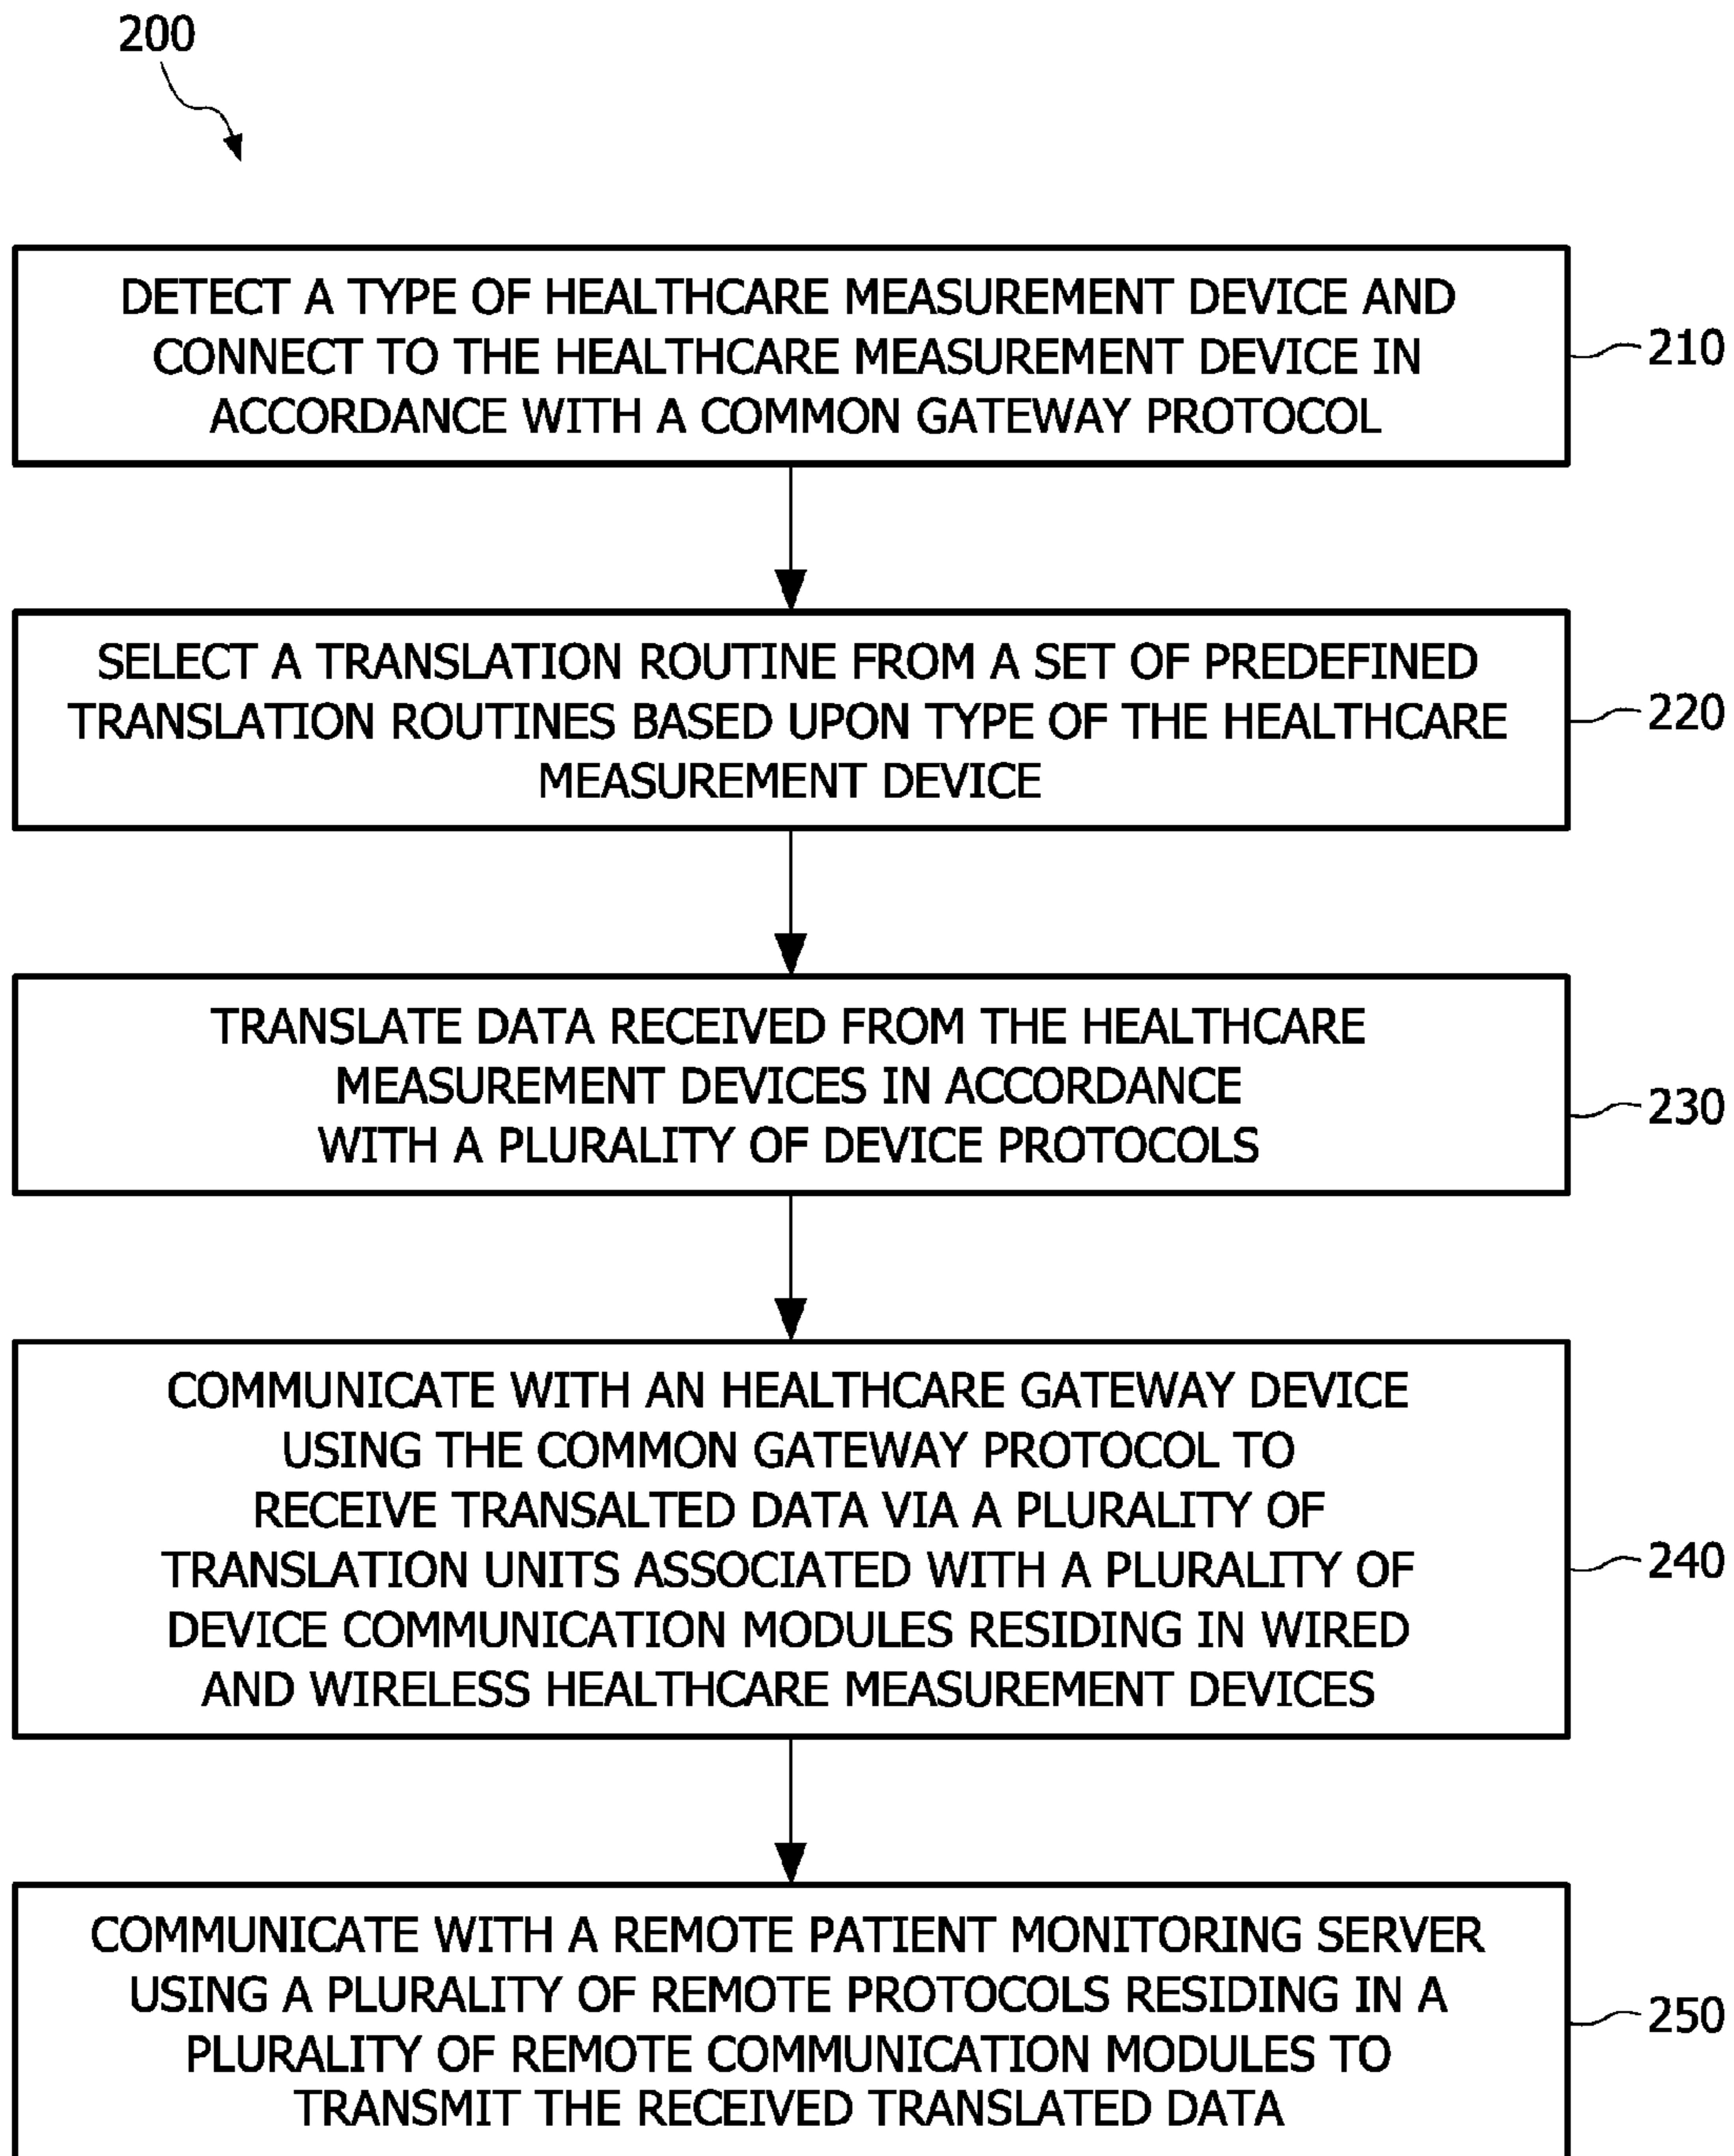 200
DETECT A TYPE OF HEALTHCARE MEASUREMENT DEVICE AND
CONNECT TO THE HEALTHCARE MEASUREMENT DEVICE IN
ACCORDANCE WITH A COMMON GATEWAY PROTOCOL
210
SELECT A TRANSLATION ROUTINE FROM A SET OF PREDEFINED
TRANSLATION ROUTINES BASED UPON TYPE OF THE HEALTHCARE
MEASUREMENT DEVICE
220
TRANSLATE DATA RECEIVED FROM THE HEALTHCARE
MEASUREMENT DEVICES IN ACCORDANCE
WITH A PLURALITY OF DEVICE PROTOCOLS
230
COMMUNICATE WITH AN HEALTHCARE GATEWAY DEVICE
USING THE COMMON GATEWAY PROTOCOL TO
RECEIVE TRANSALTED DATA VIA A PLURALITY OF
TRANSLATION UNITS ASSOCIATED WITH A PLURALITY OF
DEVICE COMMUNICATION MODULES RESIDING IN WIRED
AND WIRELESS HEALTHCARE MEASUREMENT DEVICES
240
COMMUNICATE WITH A REMOTE PATIENT MONITORING SERVER
USING A PLURALITY OF REMOTE PROTOCOLS RESIDING IN A
PLURALITY OF REMOTE COMMUNICATION MODULES TO
TRANSMIT THE RECEIVED TRANSLATED DATA
250